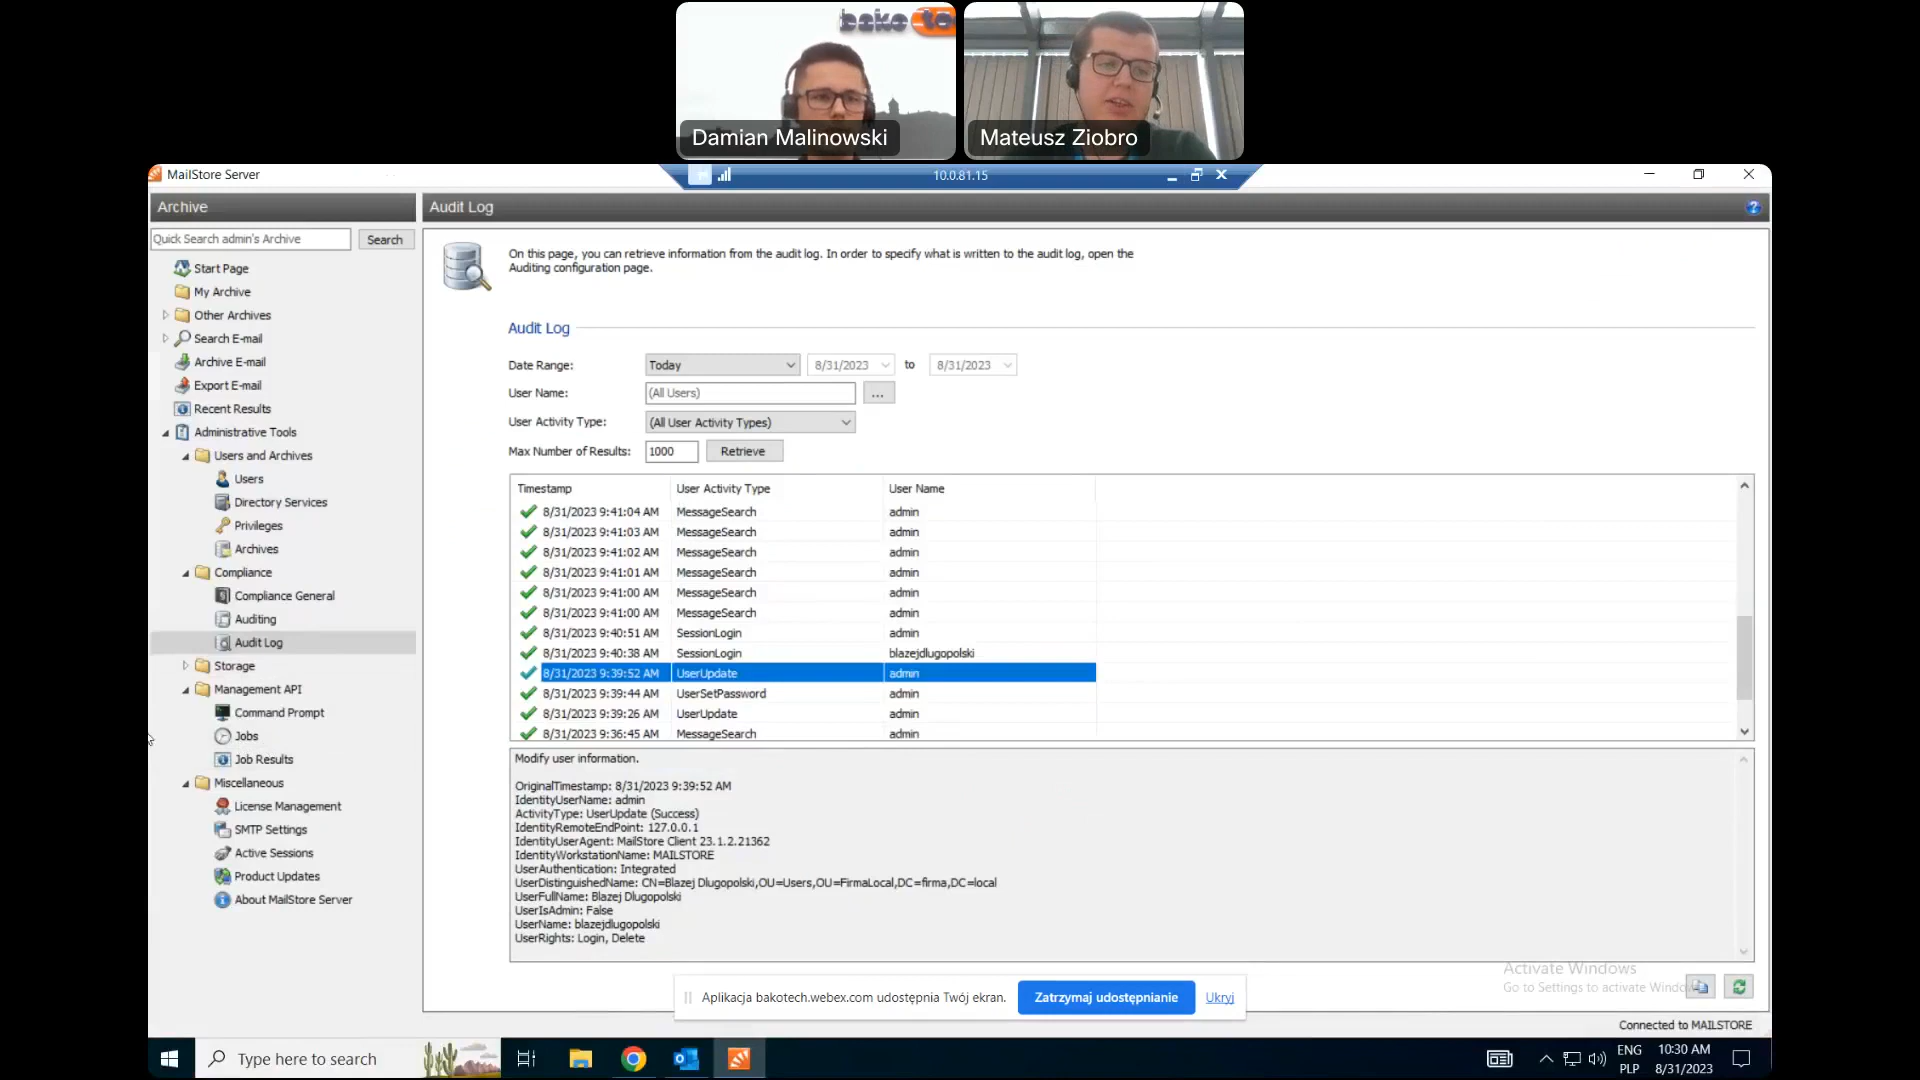 bako to
Damian Malinowski
Mateusz Ziobro
MailStore Server
10.0.81.15
Archive
Audit Log
Quick Search admin's Archive
Search
Start Page
My Archive
Other Archives
Search E-mail
Archive E-mail
Export E-mail
Recent Results
Administrative Tools
Users and Archives
Users
Directory Services
Privileges
Archives
Compliance
Compliance General
Auditing
Audit Log
Storage
Management API
Command Prompt
Jobs
Job Results
Miscellaneous
License Management
SMTP Settings
Active Sessions
Product Updates
About MailStore Server
On this page, you can retrieve information from the audit log. In order to specify what is written to the audit log, open the
Auditing configuration page.
Audit Log
Date Range: Today 8/31/2023 to 8/31/2023
User Name: (All Users) ...
User Activity Type: (All User Activity Types)
Max Number of Results: 1000 Retrieve
Timestamp User Activity Type User Name
8/31/2023 9:41:04 AM MessageSearch admin
8/31/2023 9:41:03 AM MessageSearch admin
8/31/2023 9:41:02 AM MessageSearch admin
8/31/2023 9:41:01 AM MessageSearch admin
8/31/2023 9:41:00 AM MessageSearch admin
8/31/2023 9:41:00 AM MessageSearch admin
8/31/2023 9:40:51 AM SessionLogin admin
8/31/2023 9:40:38 AM SessionLogin blazejdlugopolski
8/31/2023 9:39:52 AM UserUpdate admin
8/31/2023 9:39:44 AM UserSetPassword admin
8/31/2023 9:39:26 AM UserUpdate admin
8/31/2023 9:36:45 AM MessageSearch admin
Modify user information.
OriginalTimestamp: 8/31/2023 9:39:52 AM
IdentityUserName: admin
ActivityType: UserUpdate (Success)
IdentityRemoteEndPoint: 127.0.0.1
IdentityUserAgent: MailStore Client 23.1.2.21362
IdentityWorkstationName: MAILSTORE
UserAuthentication: Integrated
UserDistinguishedName: CN=Blazej Dlugopolski,OU=Users,OU=FirmaLocal,DC=firma,DC=local
UserFullName: Blazej Dlugopolski
UserIsAdmin: False
UserName: blazejdlugopolski
UserRights: Login, Delete
Activate Windows
Go to Settings to activate Windo
Aplikacja bakotech.webex.com udostępnia Twój ekran. Zatrzymaj udostępnianie Ukryj
Connected to MAILSTORE
Type here to search
ENG 10:30 AM
PLP 8/31/2023